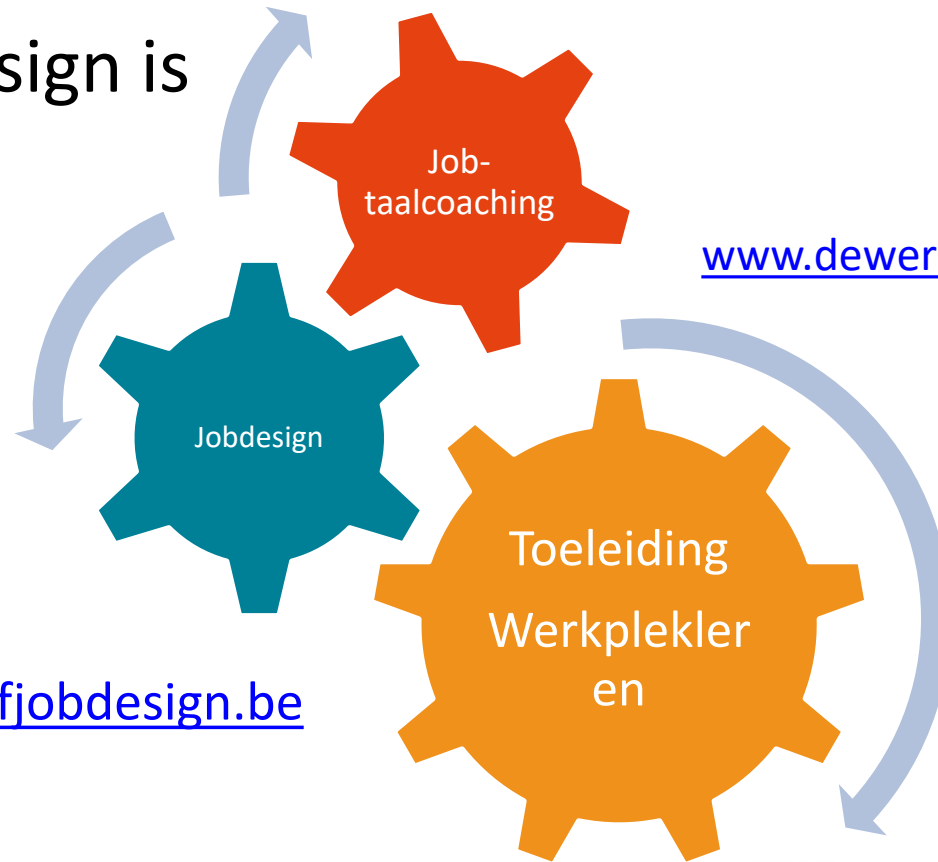 sign is
Job-
taalcoaching
www.dewer
Jobdesign
Toeleiding
Werkplekler
en
fjobdesign.be